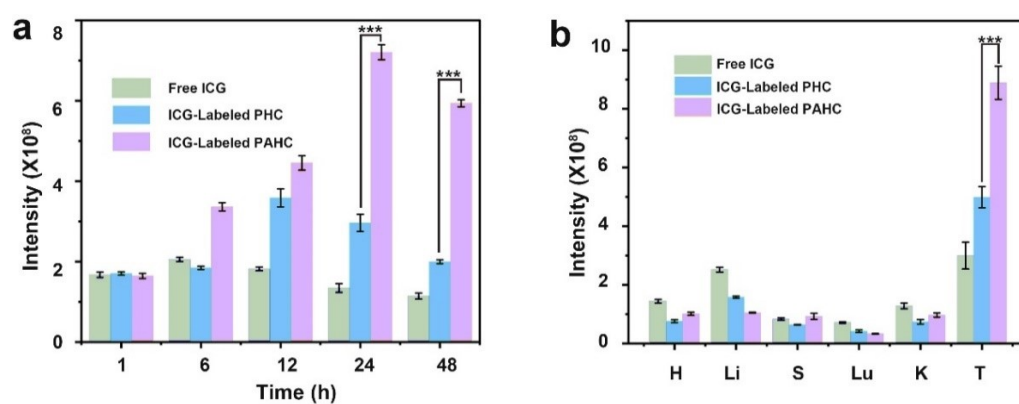 a
8
6
4
2
0
Intensity (X10⁸)
Free ICG
ICG-Labeled PHC
ICG-Labeled PAHC
***
***
1 6 12 24 48
Time (h)
b
10
8
6
4
2
0
Intensity (X10⁸)
Free ICG
ICG-Labeled PHC
ICG-Labeled PAHC
***
H Li S Lu K T